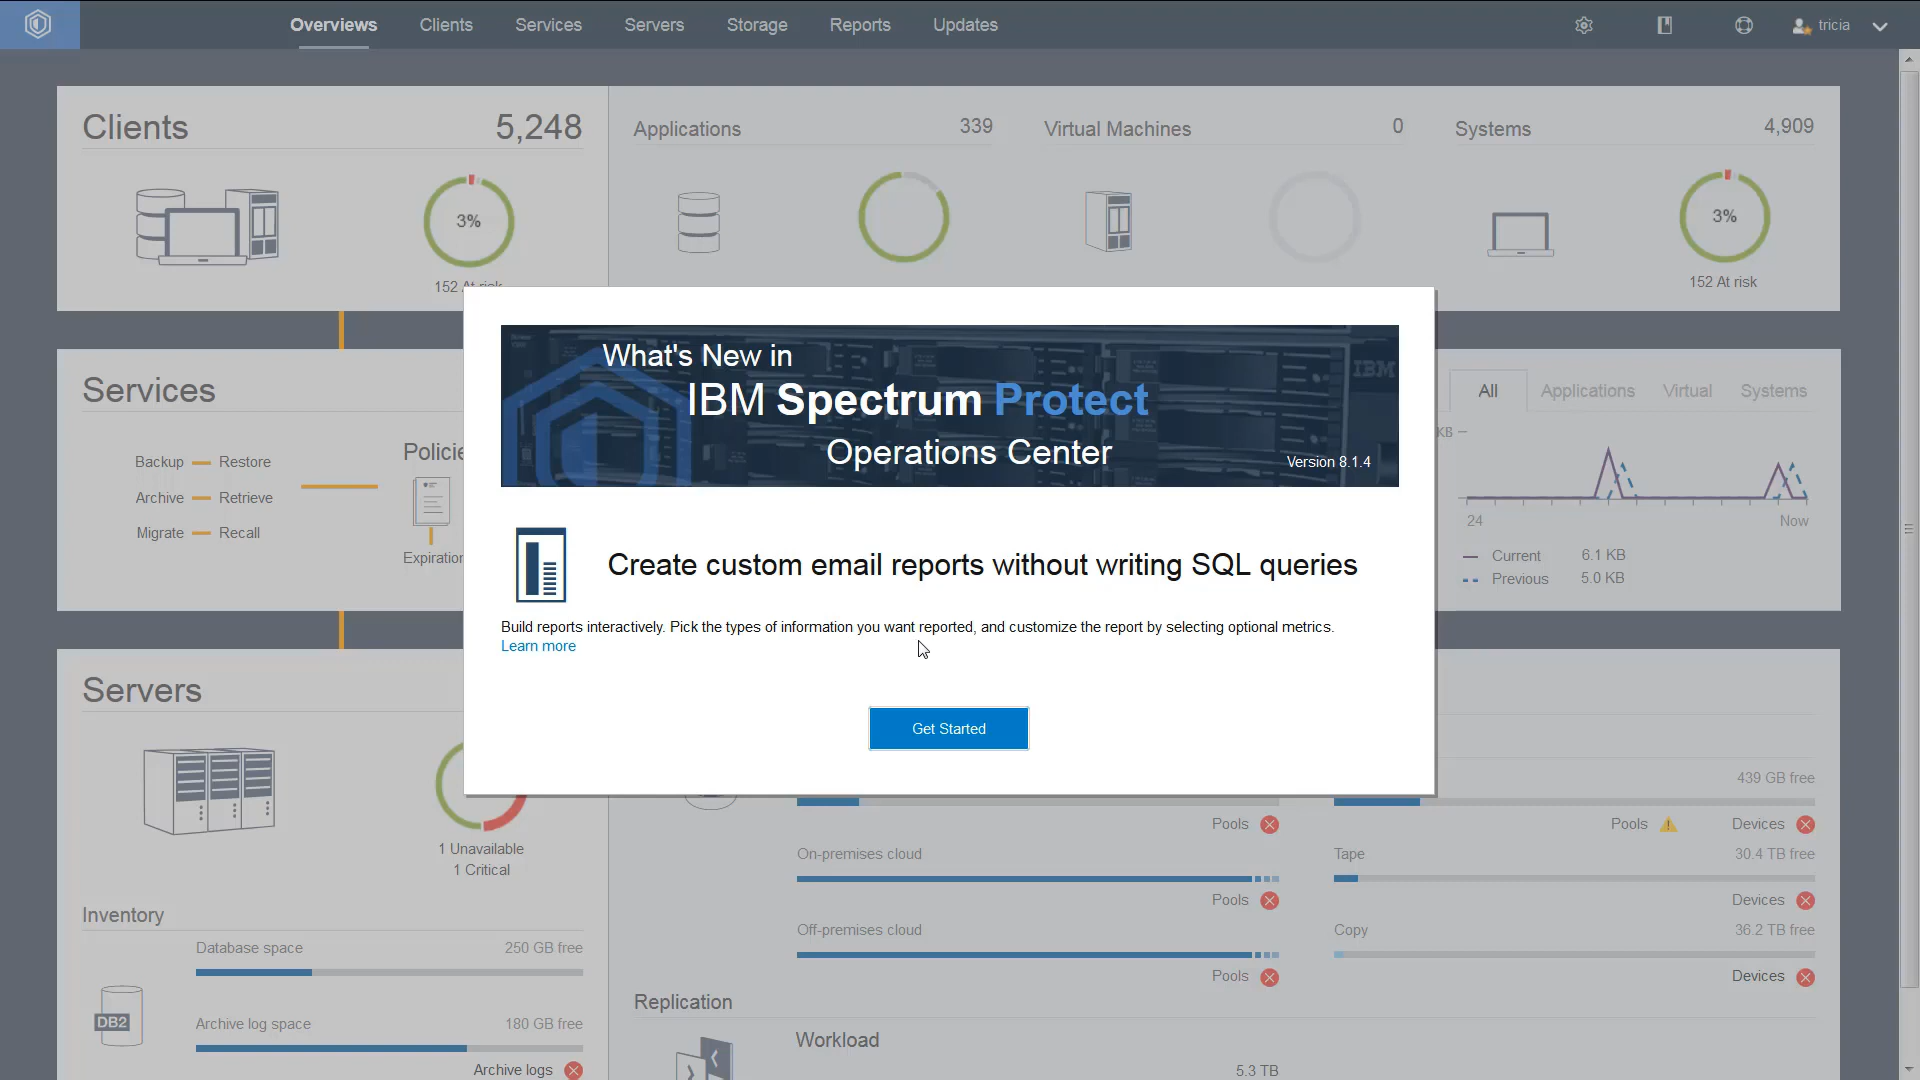 Overviews
Clients
Services
Servers
Storage
Reports
Updates
tricia
Clients
5,248
3%
152 At risk
Applications
339
Virtual Machines
0
Systems
4,909
3%
152 At risk
What's New in
IBM Spectrum Protect
Operations Center
Version 8.1.4
IBM
Create custom email reports without writing SQL queries
Build reports interactively. Pick the types of information you want reported, and customize the report by selecting optional metrics.
Learn more
Get Started
Services
Backup
Restore
Archive
Retrieve
Migrate
Recall
Policie
Expiration
All
Applications
Virtual
Systems
KB
24
Now
Current
6.1 KB
Previous
5.0 KB
Servers
1 Unavailable
1 Critical
Inventory
Database space
250 GB free
DB2
Archive log space
180 GB free
Archive logs
439 GB free
Pools
Pools
Devices
On-premises cloud
Tape
30.4 TB free
Pools
Devices
Off-premises cloud
Copy
36.2 TB free
Pools
Devices
Replication
Workload
5.3 TB